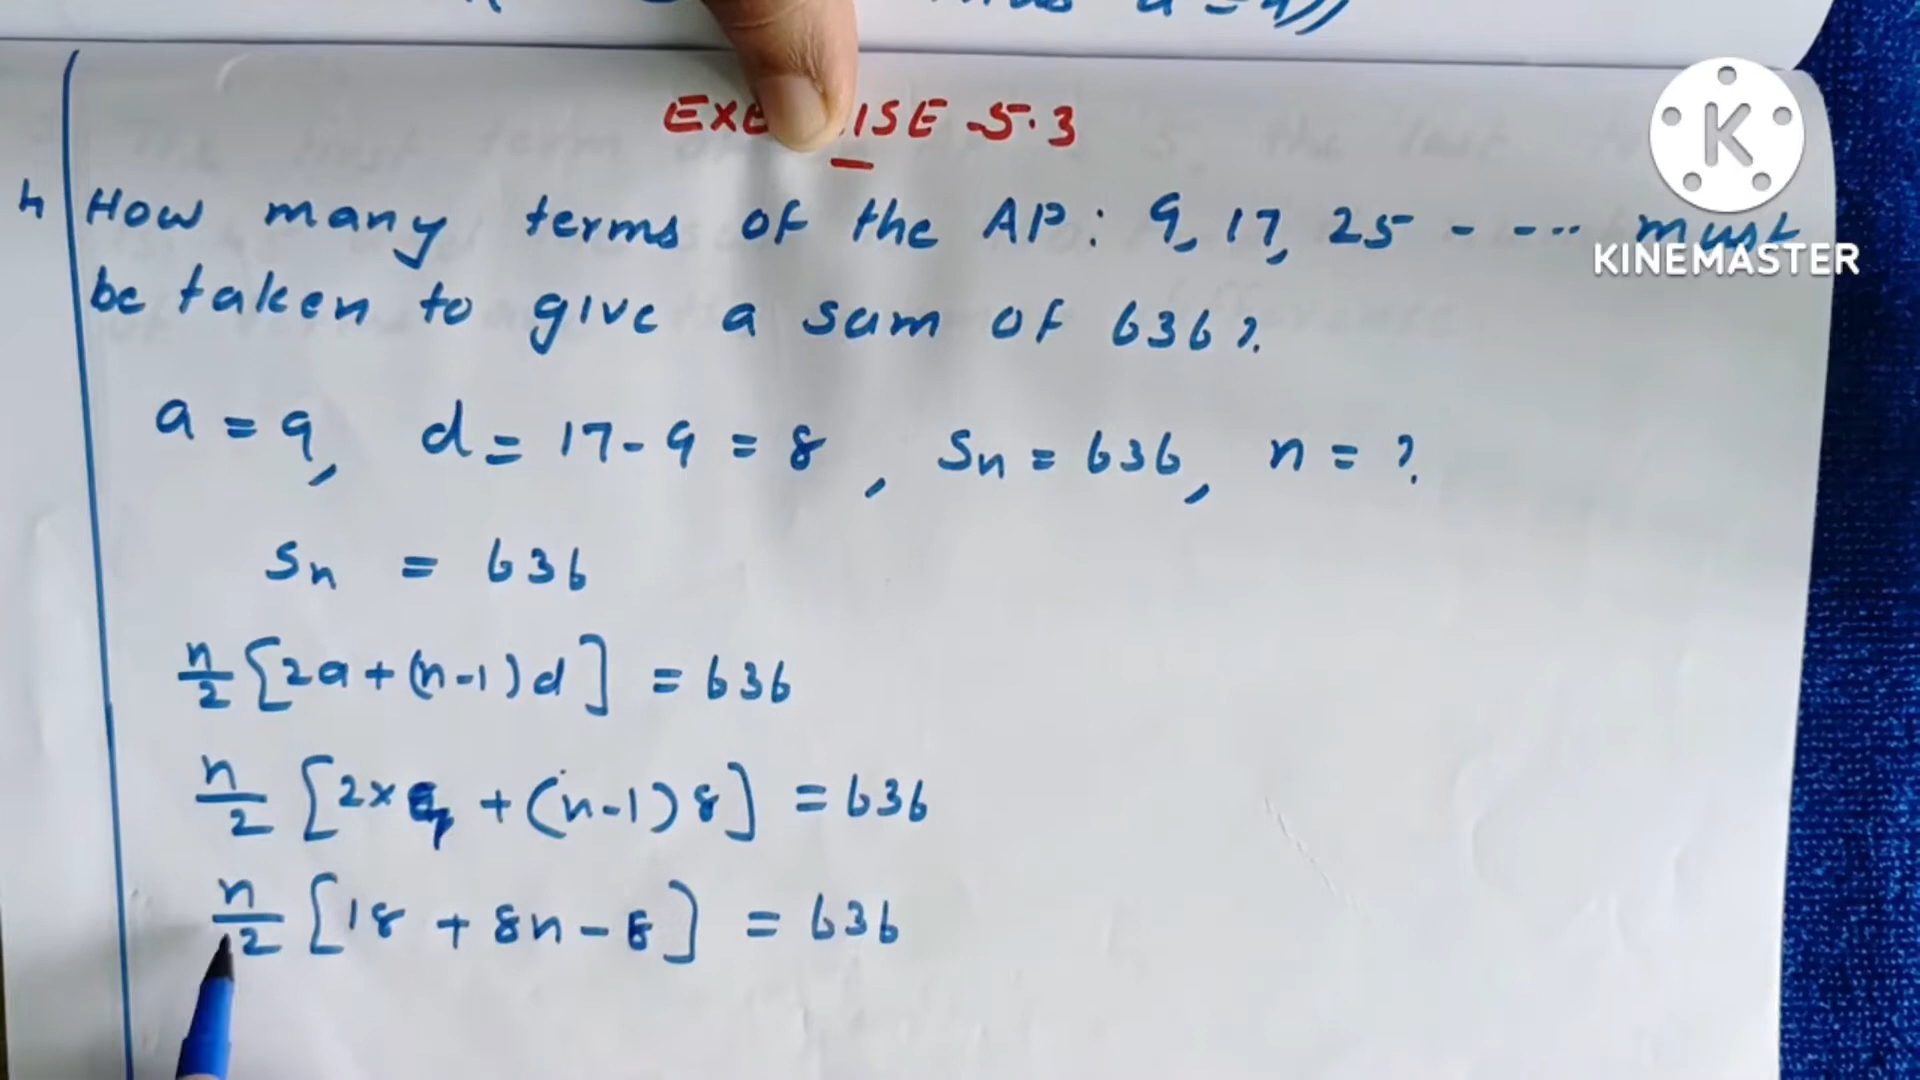 EXERCISE 5.3
4 How many terms of the AP: 9, 17, 25 - - ... must
be taken to give a sum of 636?
a = 9, d = 17-9 = 8, Sn = 636, n = ?
Sn = 636
n/2 [2a+(n-1)d] = 636
n/2 [2×9 + (n-1)8] = 636
n/2 [18 + 8n - 8] = 636
K
KINEMASTER